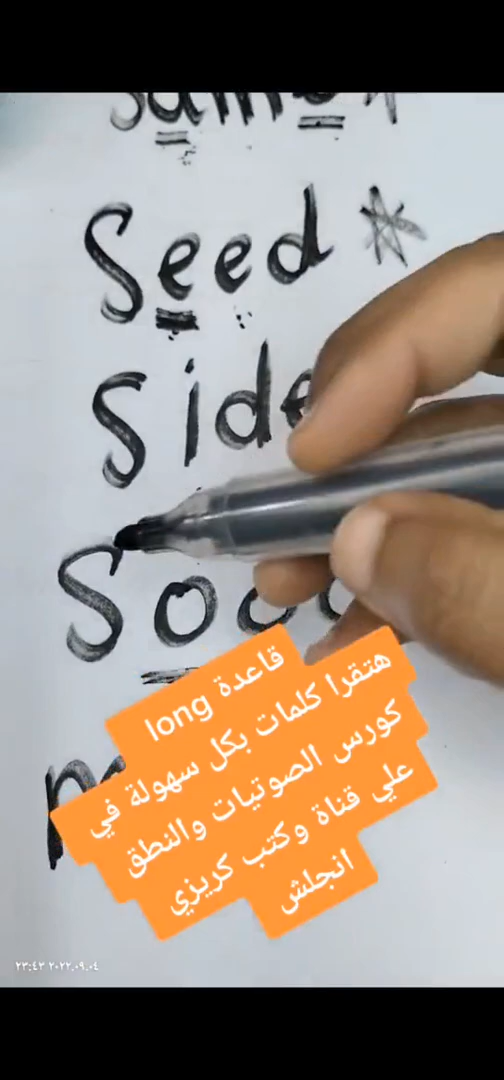 Seed *
Side
قاعدة long
هتقرا كلمات بكل سهولة في
كورس الصوتيات والنطق
علي قناة وكتب كريزي
انجلش
٢٣:٤٣ ٢٠٢٢.٠٩.٠٤